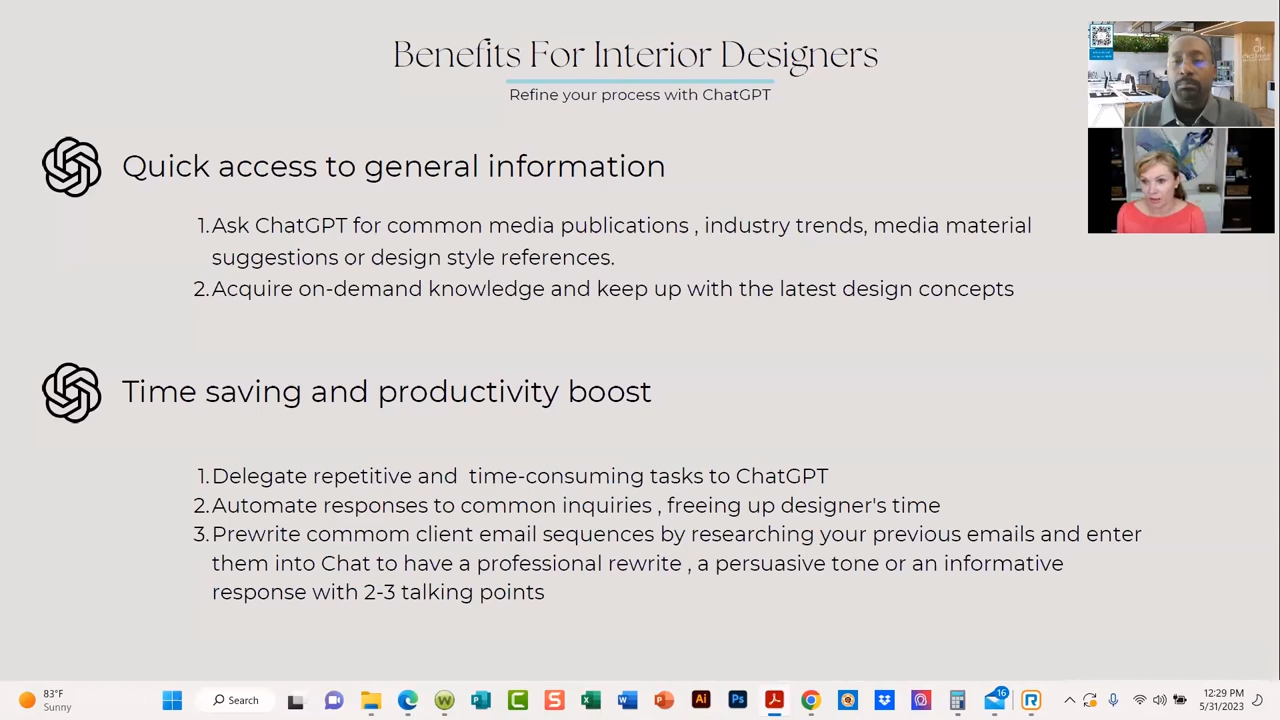 Benefits For Interior Designers
Refine your process with ChatGPT
Quick access to general information
1.Ask ChatGPT for common media publications , industry trends, media material
suggestions or design style references.
2.Acquire on-demand knowledge and keep up with the latest design concepts
Time saving and productivity boost
1.Delegate repetitive and  time-consuming tasks to ChatGPT
2.Automate responses to common inquiries , freeing up designer's time
3.Prewrite commom client email sequences by researching your previous emails and enter
them into Chat to have a professional rewrite , a persuasive tone or an informative
response with 2-3 talking points
83°F
Sunny
Search
16
12:29 PM
5/31/2023